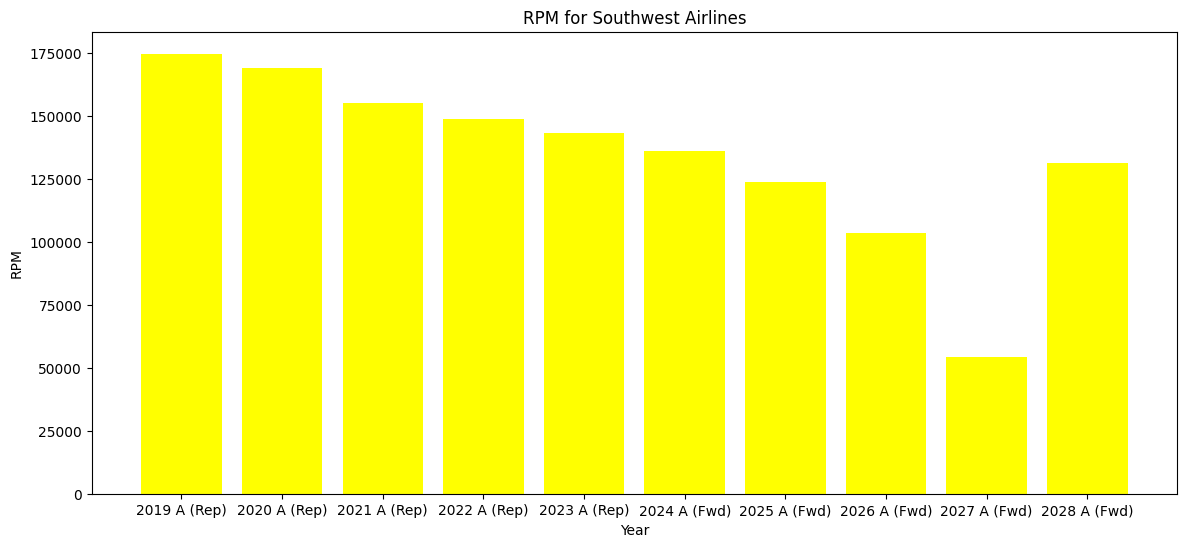 RPM for Southwest Airlines
RPM
175000
150000
125000
100000
75000
50000
25000
0
2019 A (Rep) 2020 A (Rep) 2021 A (Rep) 2022 A (Rep) 2023 A (Rep) 2024 A (Fwd) 2025 A (Fwd) 2026 A (Fwd) 2027 A (Fwd) 2028 A (Fwd)
Year